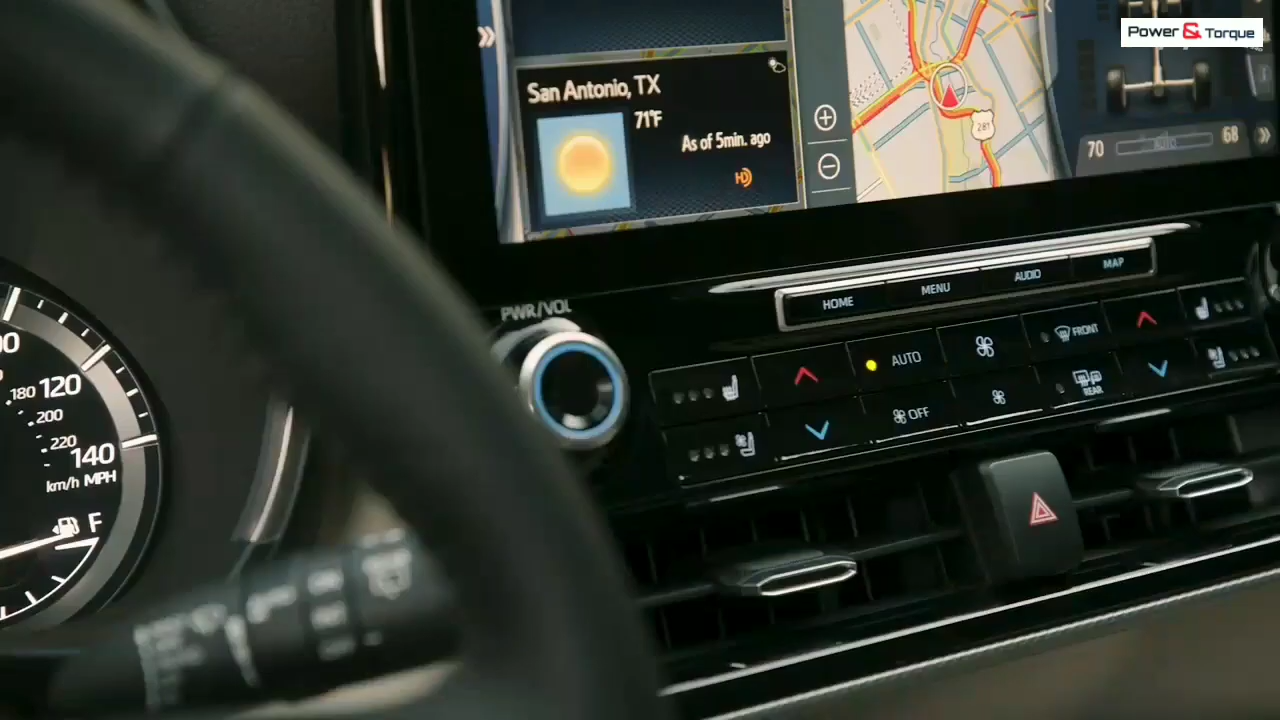 Power & Torque
San Antonio, TX
71°F
As of 5min. ago
HD
281
70
AUTO
68
HOME
MENU
AUDIO
MAP
PWR/VOL
AUTO
FRONT
OFF
REAR
120
180
200
220
140
km/h MPH
F